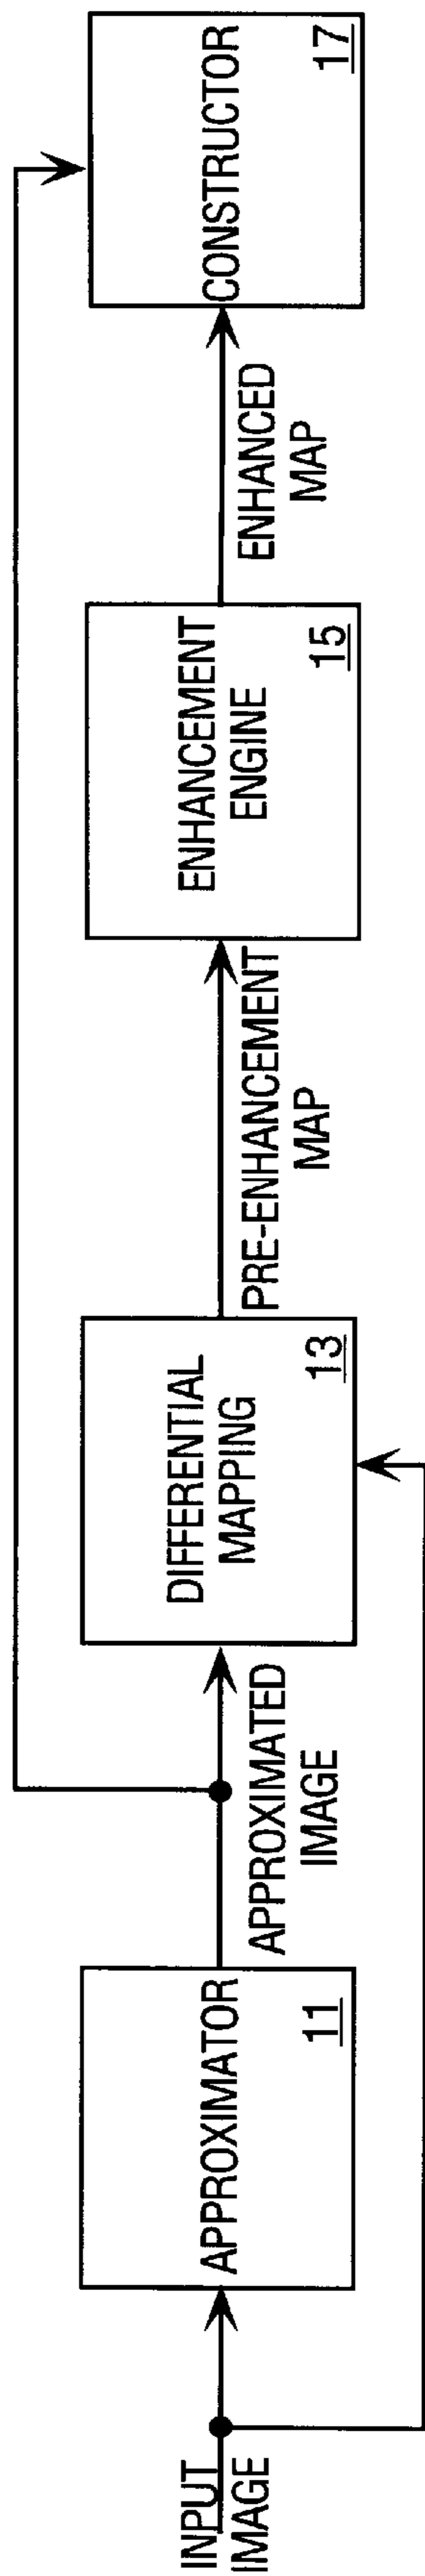 INPUT
IMAGE
APPROXIMATOR
11
APPROXIMATED
IMAGE
DIFFERENTIAL
MAPPING
13
PRE-ENHANCEMENT
MAP
ENHANCEMENT
ENGINE
15
ENHANCED
MAP
CONSTRUCTOR
17